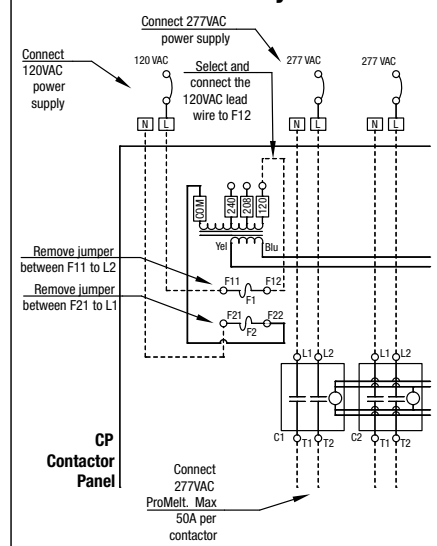 Connect 277VAC
power supply
Connect
120VAC
power
supply
120 VAC
Select and
connect the
120VAC lead
wire to F12
277 VAC
277 VAC
N
L
N
L
N
L
COM
240
208
120
Yel
Blu
Remove jumper
between F11 to L2
F11
F12
F1
Remove jumper
between F21 to L1
F21
F22
F2
L1
L2
L1
L2
CP
Contactor
Panel
C1
T1
T2
C2
T1
T2
Connect
277VAC
ProMelt. Max
50A per
contactor